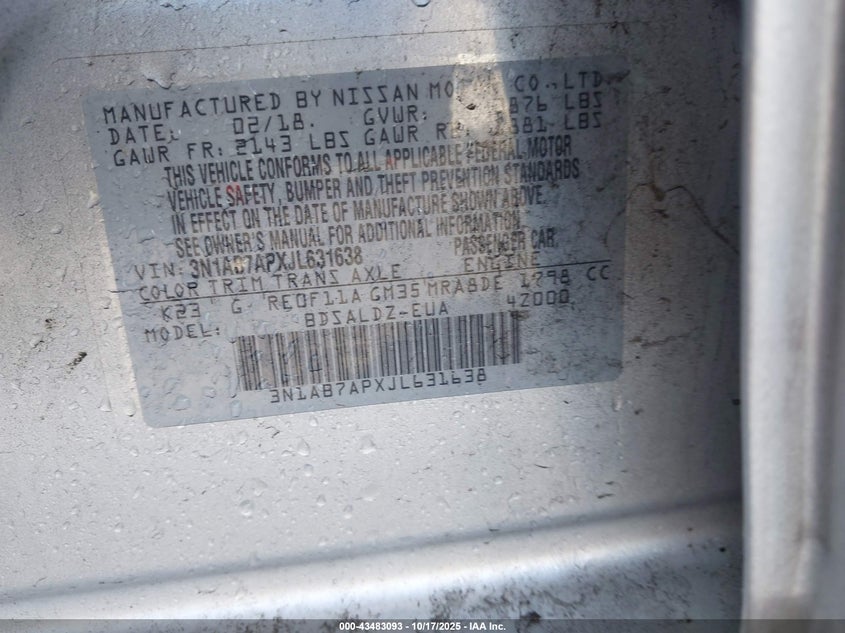 MANUFACTURED BY NISSAN CO., LTD.
DATE: 02/18. GVWR: 876 LBS
GAWR FR: 2143 LBS GAWR R 381 LBS
THIS VEHICLE CONFORMS TO ALL APPLICABLE FEDERAL MOTOR
VEHICLE SAFETY, BUMPER AND THEFT PREVENTION STANDARDS
IN EFFECT ON THE DATE OF MANUFACTURE SHOWN ABOVE.
SEE OWNER'S MANUAL FOR ADDITIONAL INFORMATION.
VIN: 3N1AB7APXJL631638 PASSENGER CAR
COLOR TRIM TRANS AXLE ENGINE
K23 G RE0F11A GM35 MRA8DE 1798 CC
MODEL: BDSALDZ-EUA 42000
3N1AB7APXJL631638
000-43483093 - 10/17/2025 - IAA Inc.